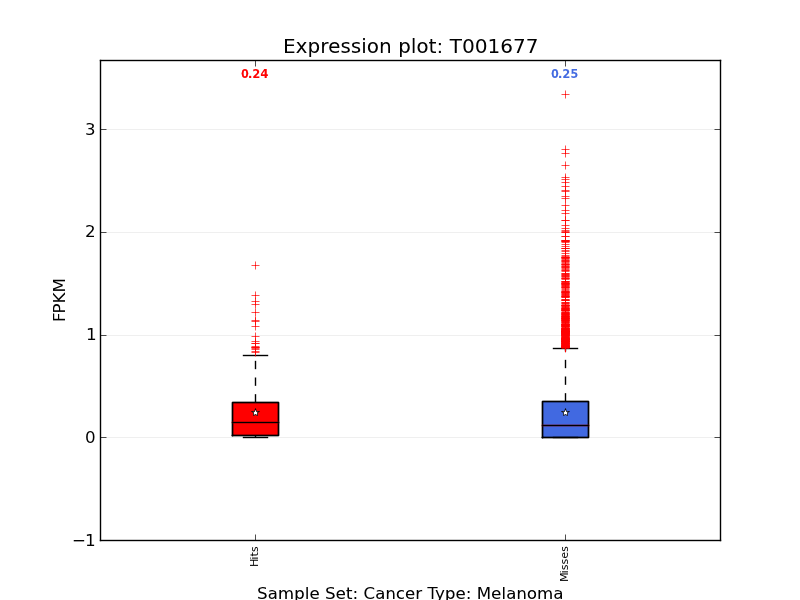 Expression plot: T001677
0.24
0.25
3
2
1
0
−1
FPKM
Hits
Misses
Sample Set: Cancer Type: Melanoma